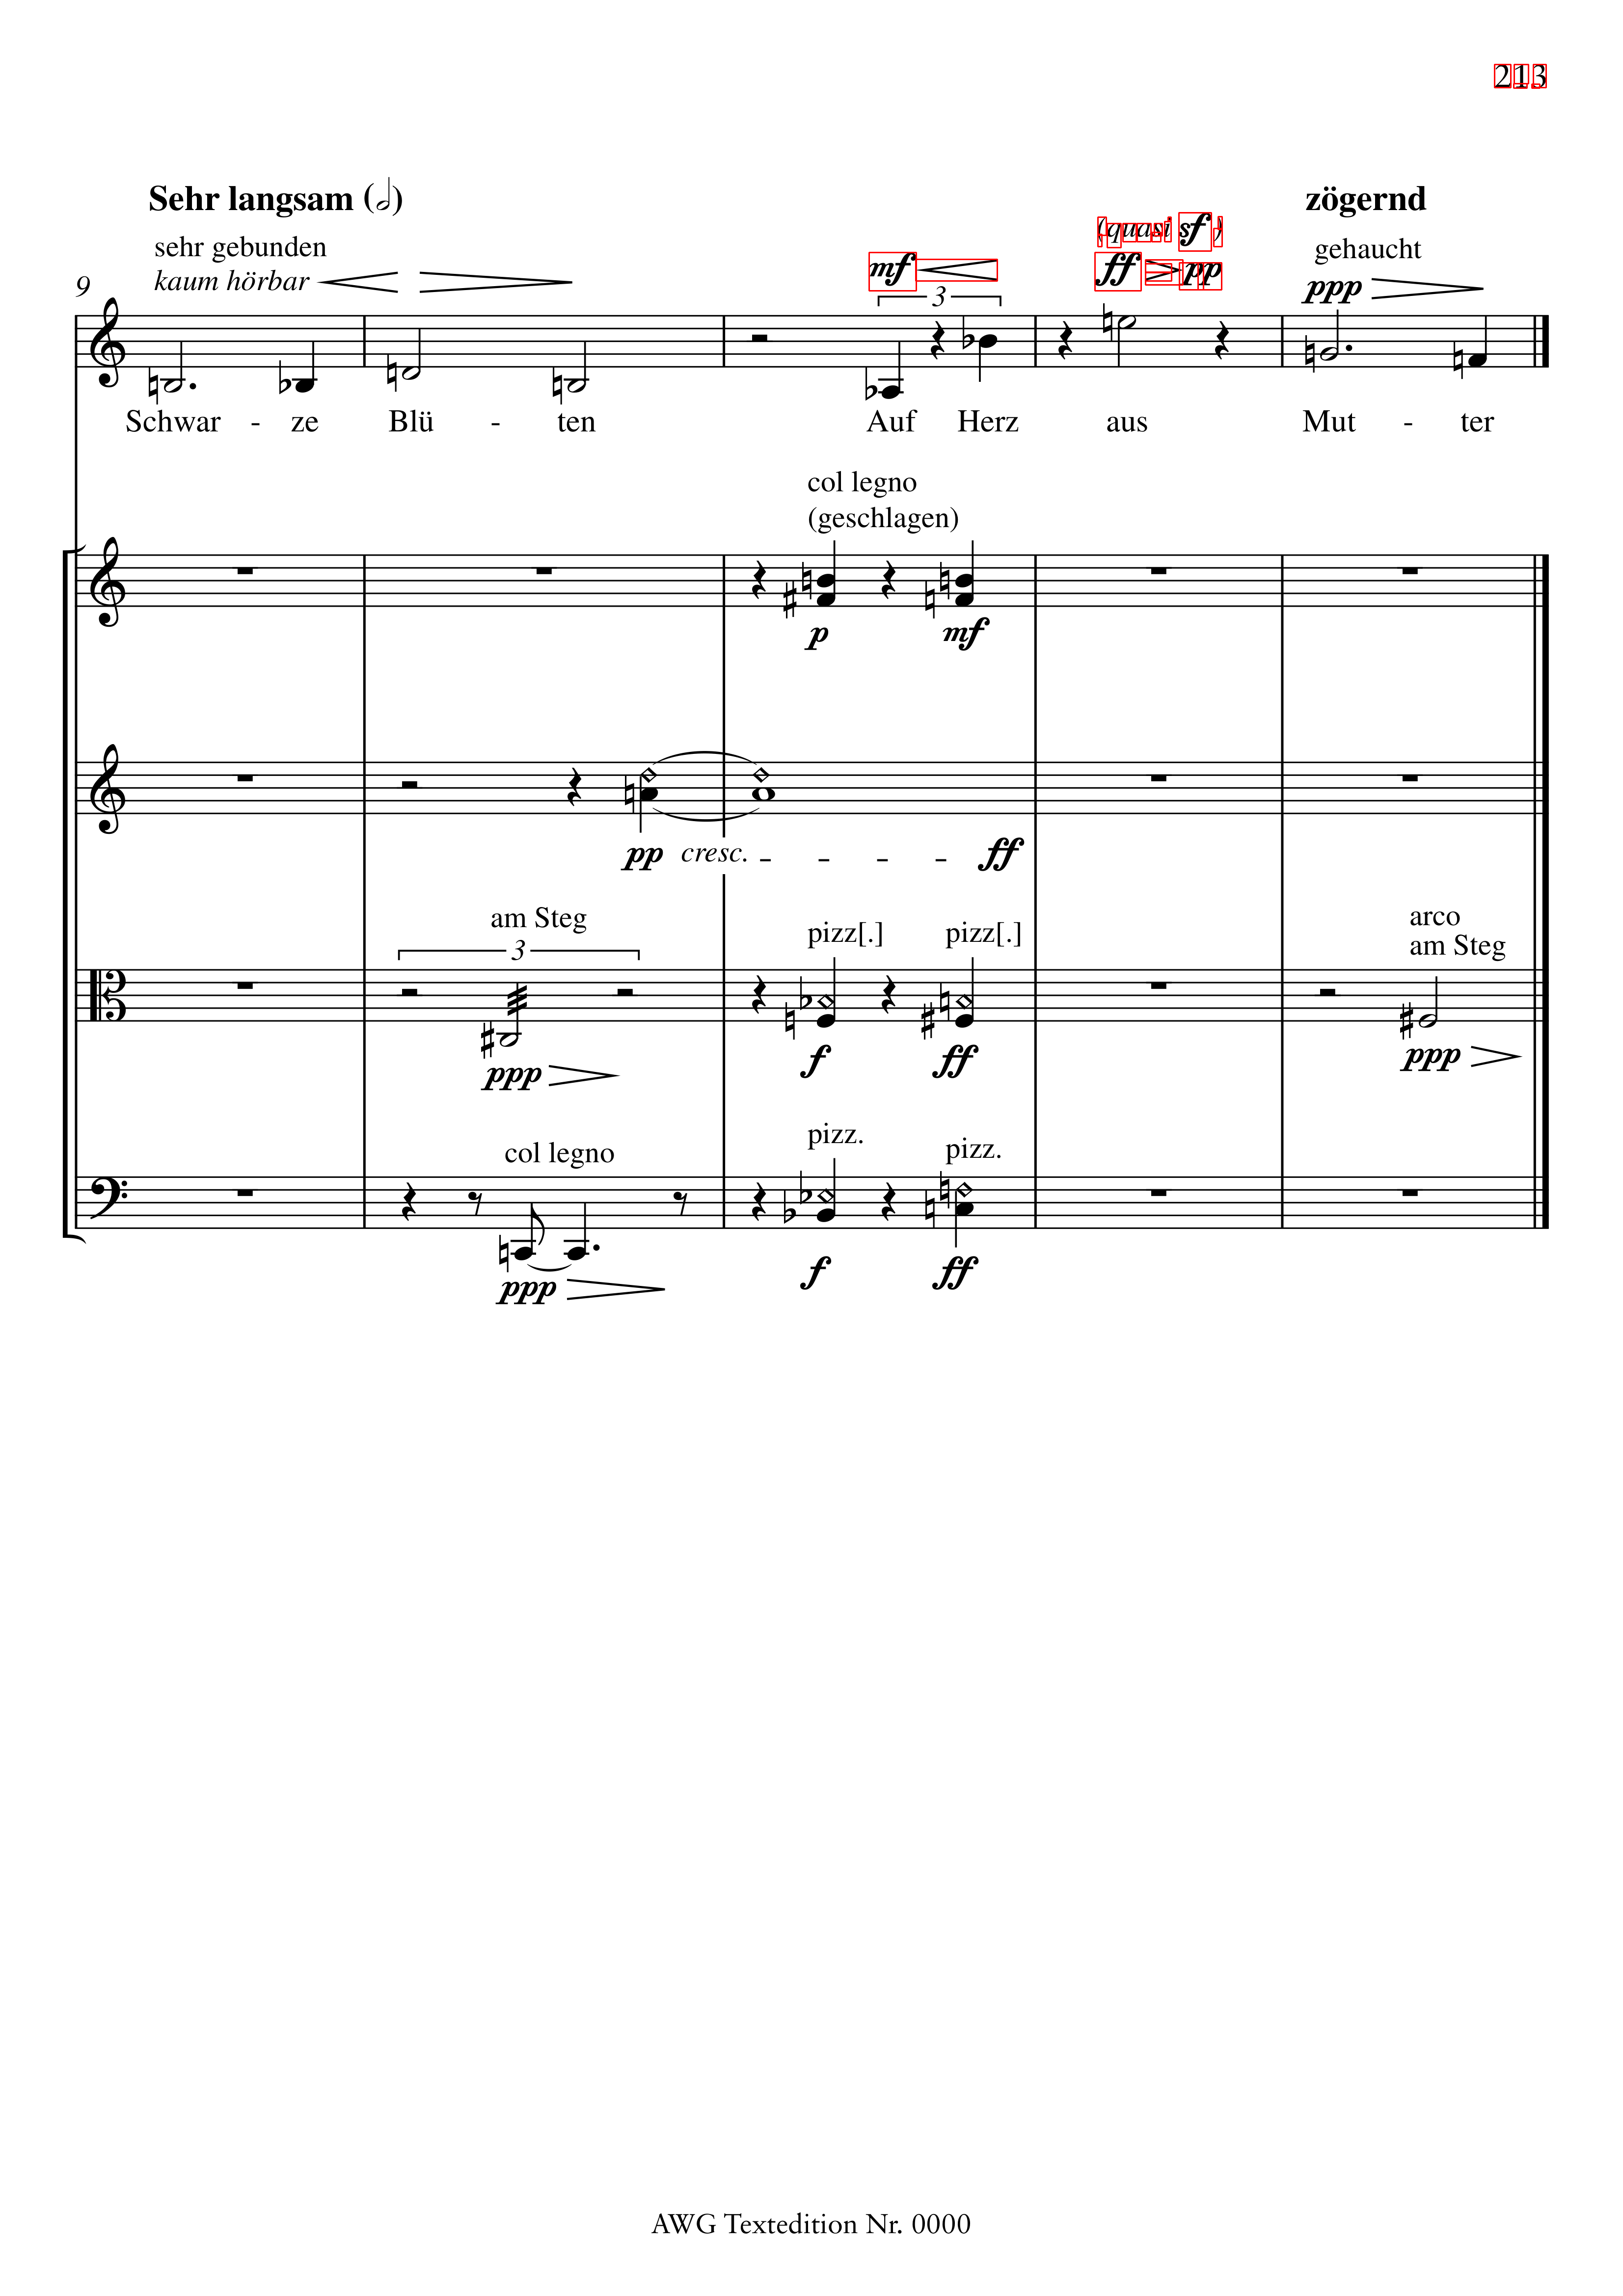 213
Sehr langsam (𝅗𝅥)
zögernd
(quasi sf)
sehr gebunden
gehaucht
kaum hörbar
mf
ff > pp
ppp
9
3
Schwar - ze Blü - ten Auf Herz aus Mut - ter
col legno
(geschlagen)
p mf
pp cresc. - - - - ff
am Steg
pizz[.] pizz[.]
arco
am Steg
3
ppp f ff ppp
col legno
pizz. pizz.
ppp f ff
AWG Textedition Nr. 0000